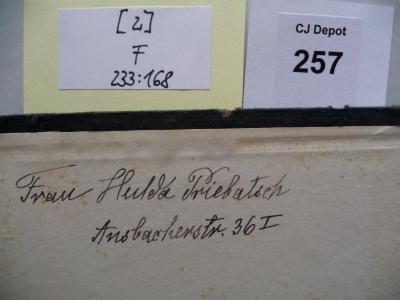 [2]
F
233:168
CJ Depot
257
Frau Hulda Priebatsch
Ansbacherstr. 36 I